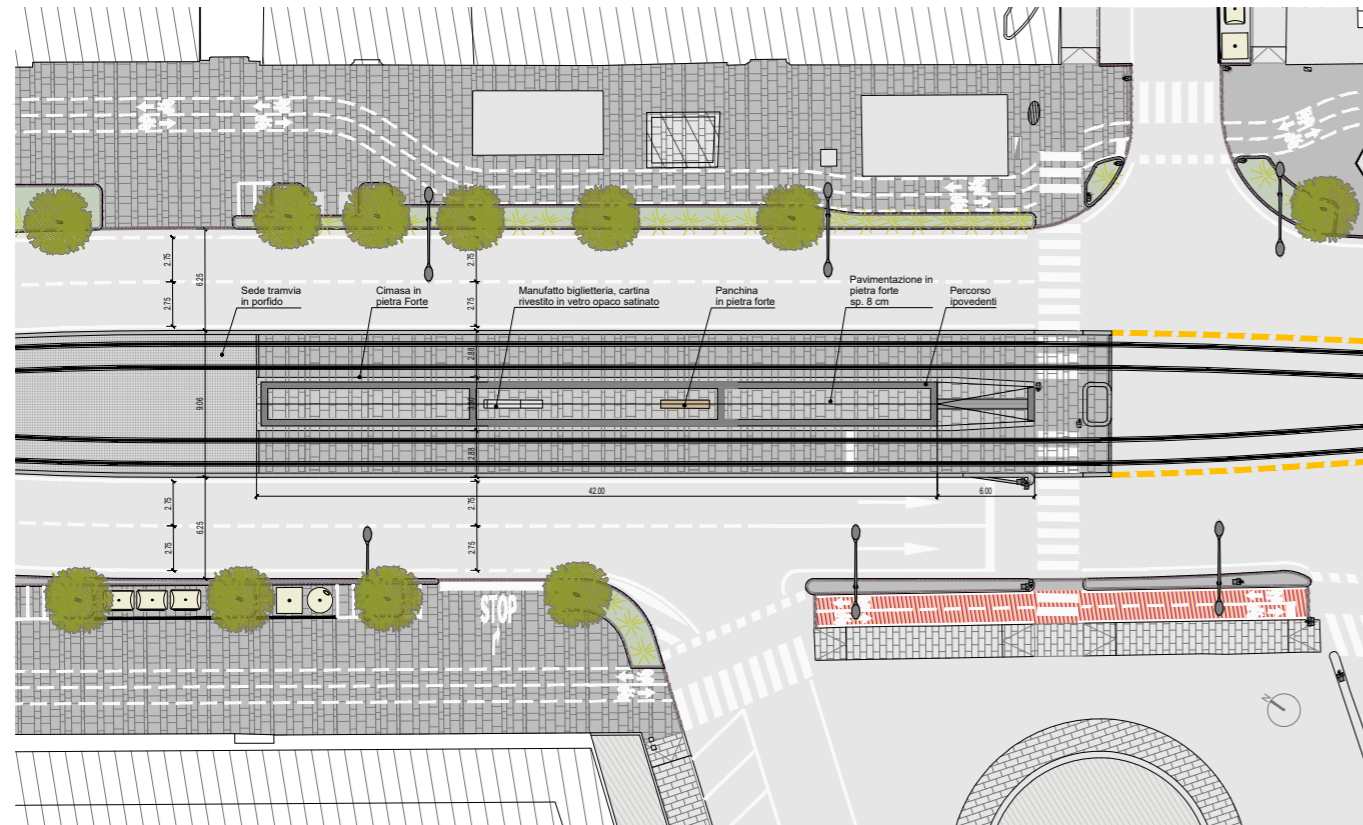 2.75
6.25
2.75
2.75
2.75
Sede tramvia
in porfido
Cimasa in
pietra Forte
Manufatto biglietteria, cartina
rivestito in vetro opaco satinato
Panchina
in pietra forte
Pavimentazione in
pietra forte
sp. 8 cm
Percorso
ipovedenti
2.88
9.06
3.30
2.88
42.00
6.00
2.75
6.25
2.75
2.75
2.75
STOP
N